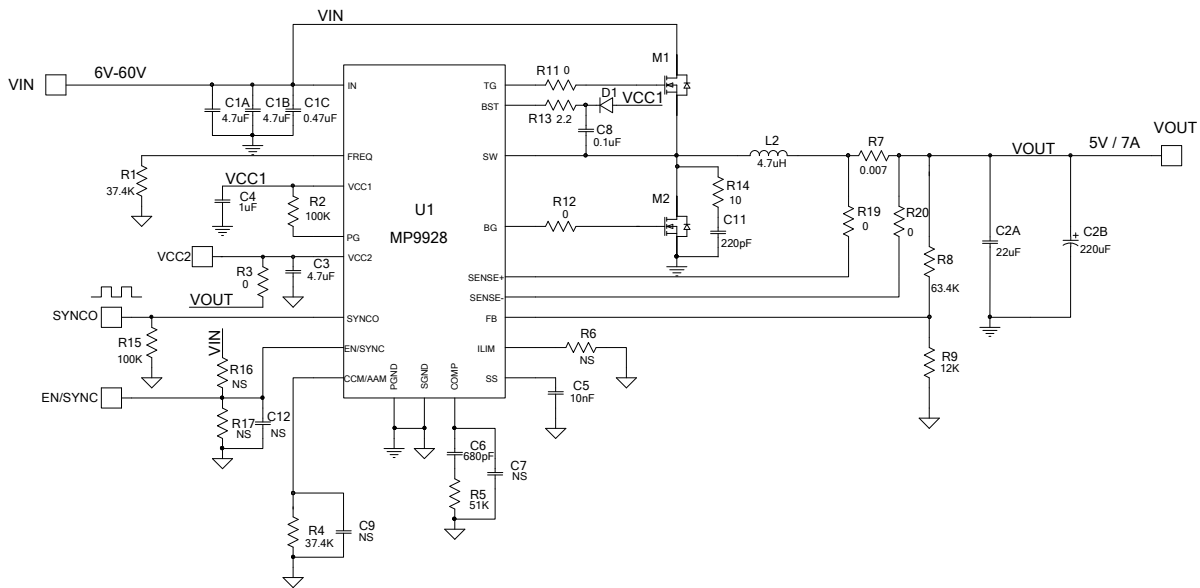 VIN
VIN
6V-60V
C1A
4.7uF
C1B
4.7uF
C1C
0.47uF
IN
TG
R11 0
M1
BST
R13 2.2
D1
VCC1
C8
0.1uF
SW
L2
4.7uH
R7
0.007
VOUT
5V / 7A
VOUT
FREQ
R1
37.4K
VCC1
VCC1
C4
1uF
R2
100K
PG
U1
MP9928
R14
10
C11
220pF
R12
0
BG
M2
R19
0
R20
0
C2A
22uF
+
C2B
220uF
VCC2
VCC2
R3
0
C3
4.7uF
VOUT
SENSE+
SENSE-
R8
63.4K
SYNCO
SYNCO
R15
100K
FB
VIN
R16
NS
EN/SYNC
ILIM
R6
NS
R9
12K
EN/SYNC
R17
NS
C12
NS
CCM/AAM
PGND
SGND
COMP
SS
C5
10nF
C6
680pF
C7
NS
R5
51K
R4
37.4K
C9
NS